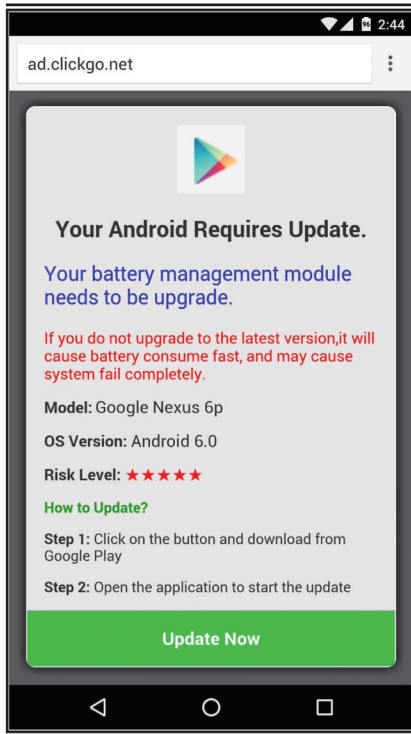 96 2:44
ad.clickgo.net
Your Android Requires Update.
Your battery management module
needs to be upgrade.
If you do not upgrade to the latest version,it will
cause battery consume fast, and may cause
system fail completely.
Model: Google Nexus 6p
OS Version: Android 6.0
Risk Level: ★★★★★
How to Update?
Step 1: Click on the button and download from
Google Play
Step 2: Open the application to start the update
Update Now